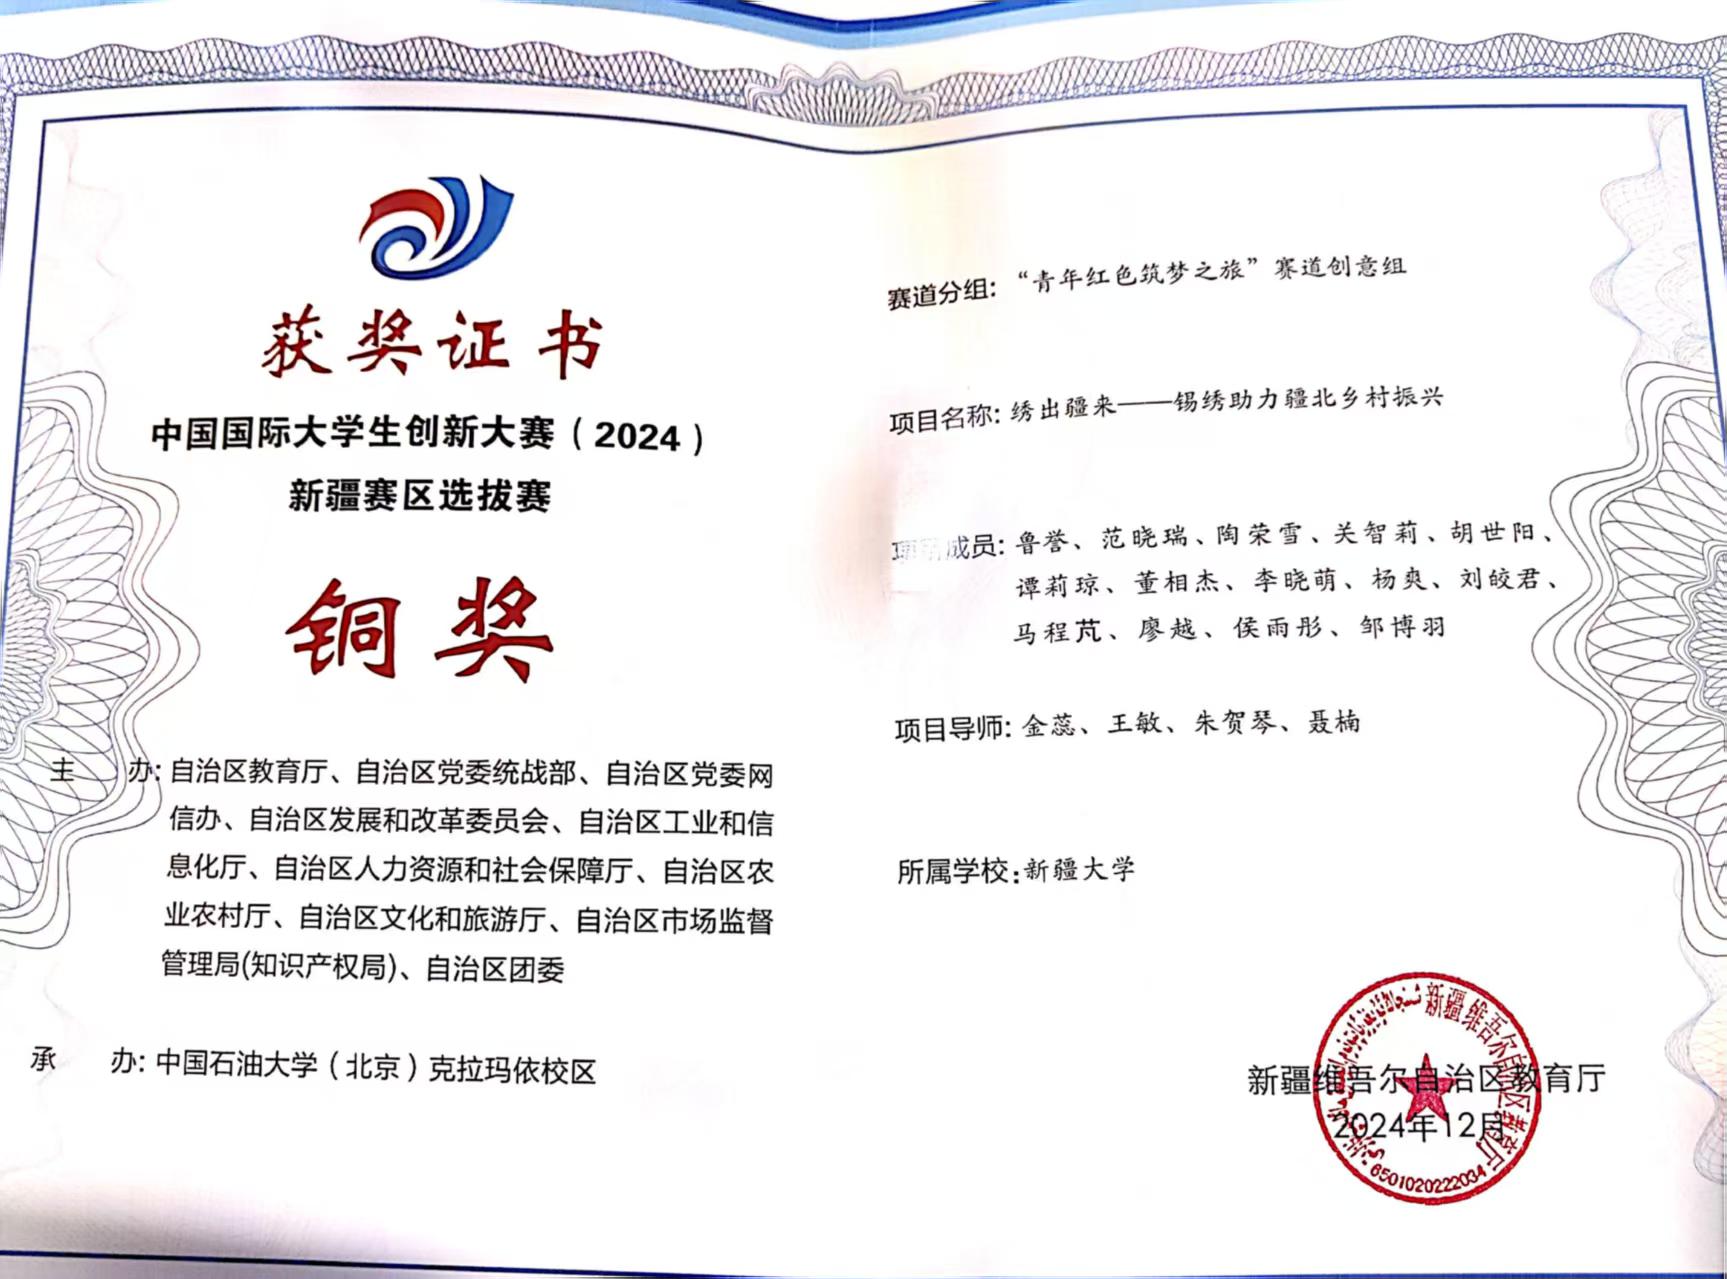 获奖证书
中国国际大学生创新大赛（2024）
新疆赛区选拔赛
铜奖
主 办: 自治区教育厅、自治区党委统战部、自治区党委网
信办、自治区发展和改革委员会、自治区工业和信
息化厅、自治区人力资源和社会保障厅、自治区农
业农村厅、自治区文化和旅游厅、自治区市场监督
管理局(知识产权局)、自治区团委
承 办: 中国石油大学（北京）克拉玛依校区
赛道分组: “青年红色筑梦之旅”赛道创意组
项目名称: 绣出疆来——锡绣助力疆北乡村振兴
项目成员: 鲁誉、范晓瑞、陶荣雪、关智莉、胡世阳、
谭莉琼、董相杰、李晓萌、杨爽、刘皎君、
马程芃、廖越、侯雨彤、邹博羽
项目导师: 金蕊、王敏、朱贺琴、聂楠
所属学校: 新疆大学
新疆维吾尔自治区教育厅
2024年12月
新疆维吾尔自治区教育厅
6501020222034